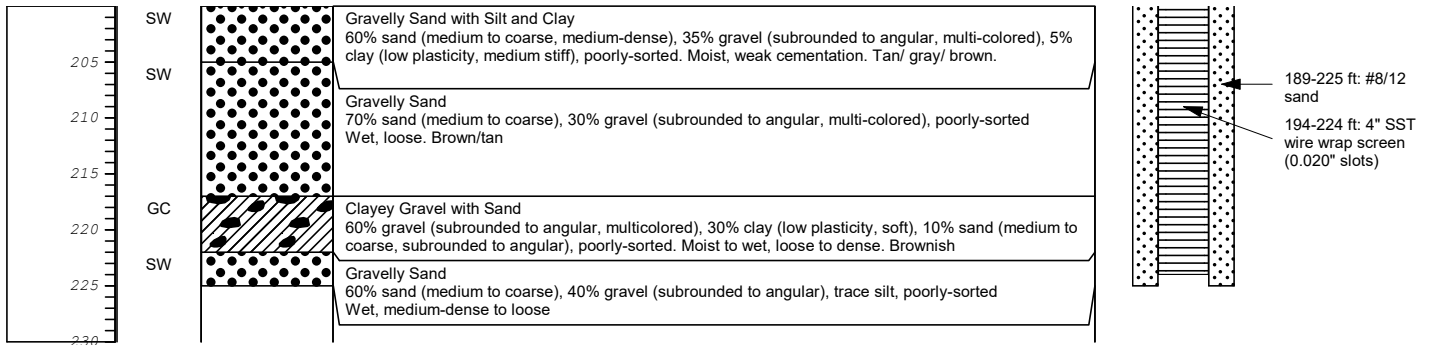 SW
Gravelly Sand with Silt and Clay
60% sand (medium to coarse, medium-dense), 35% gravel (subrounded to angular, multi-colored), 5%
clay (low plasticity, medium stiff), poorly-sorted. Moist, weak cementation. Tan/ gray/ brown.
205
SW
Gravelly Sand
70% sand (medium to coarse), 30% gravel (subrounded to angular, multi-colored), poorly-sorted
Wet, loose. Brown/tan
210
215
GC
Clayey Gravel with Sand
60% gravel (subrounded to angular, multicolored), 30% clay (low plasticity, soft), 10% sand (medium to
coarse, subrounded to angular), poorly-sorted. Moist to wet, loose to dense. Brownish
220
SW
Gravelly Sand
60% sand (medium to coarse), 40% gravel (subrounded to angular), trace silt, poorly-sorted
Wet, medium-dense to loose
225
230
189-225 ft: #8/12
sand
194-224 ft: 4" SST
wire wrap screen
(0.020" slots)